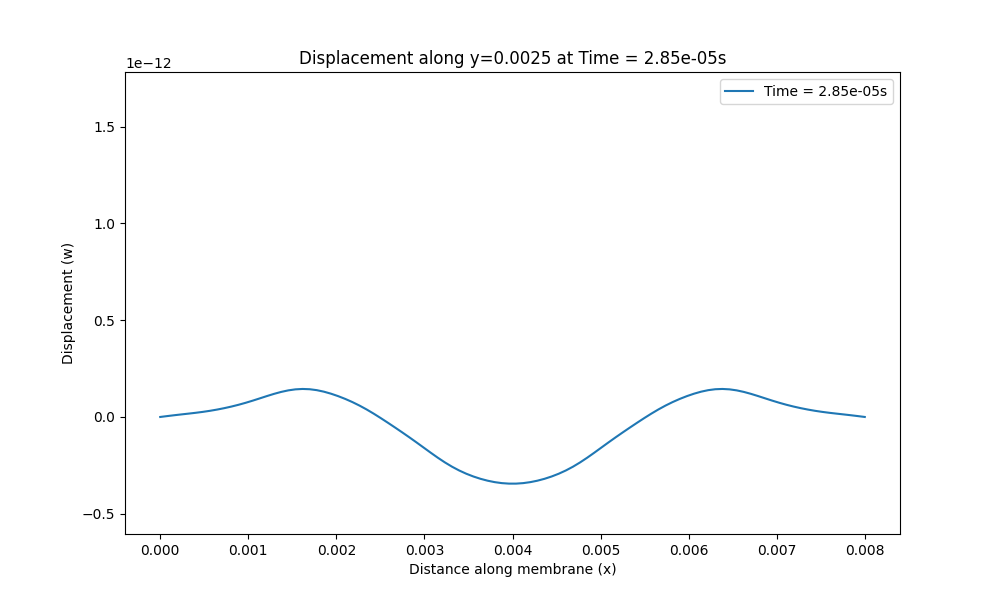 Displacement along y=0.0025 at Time = 2.85e-05s
1e−12
Time = 2.85e-05s
1.5
1.0
0.5
0.0
−0.5
Displacement (w)
0.000 0.001 0.002 0.003 0.004 0.005 0.006 0.007 0.008
Distance along membrane (x)